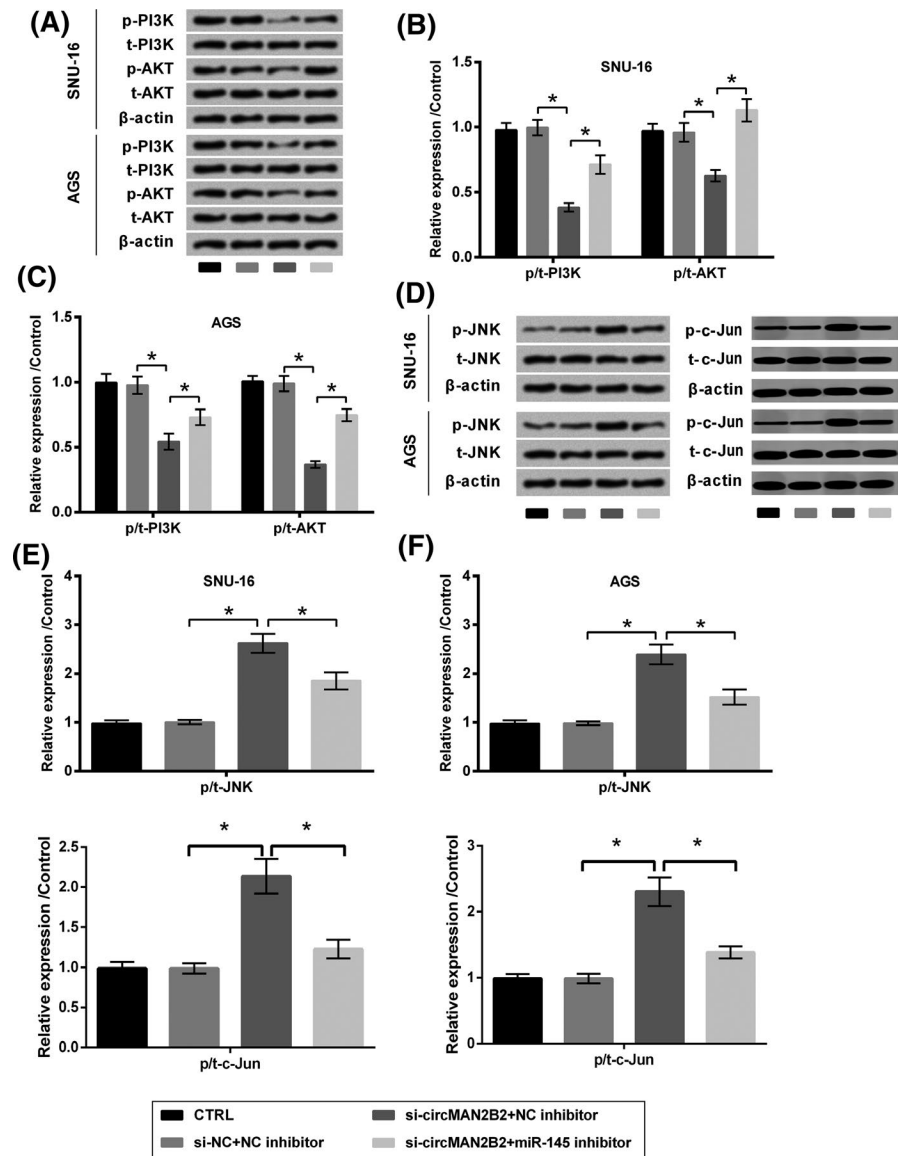 (A)
SNU-16
p-PI3K
t-PI3K
p-AKT
t-AKT
β-actin
AGS
p-PI3K
t-PI3K
p-AKT
t-AKT
β-actin
(B)
SNU-16
Relative expression /Control
1.5
1.0
0.5
0.0
* * * *
p/t-PI3K p/t-AKT
(C)
AGS
Relative expression /Control
1.5
1.0
0.5
0.0
* * * *
p/t-PI3K p/t-AKT
(D)
SNU-16
p-JNK
t-JNK
β-actin
AGS
p-JNK
t-JNK
β-actin
p-c-Jun
t-c-Jun
β-actin
p-c-Jun
t-c-Jun
β-actin
(E)
SNU-16
Relative expression /Control
4
3
2
1
0
* *
p/t-JNK
Relative expression /Control
2.5
2.0
1.5
1.0
0.5
0.0
* *
p/t-c-Jun
(F)
AGS
Relative expression /Control
4
3
2
1
0
* *
p/t-JNK
Relative expression /Control
3
2
1
0
* *
p/t-c-Jun
CTRL
si-NC+NC inhibitor
si-circMAN2B2+NC inhibitor
si-circMAN2B2+miR-145 inhibitor